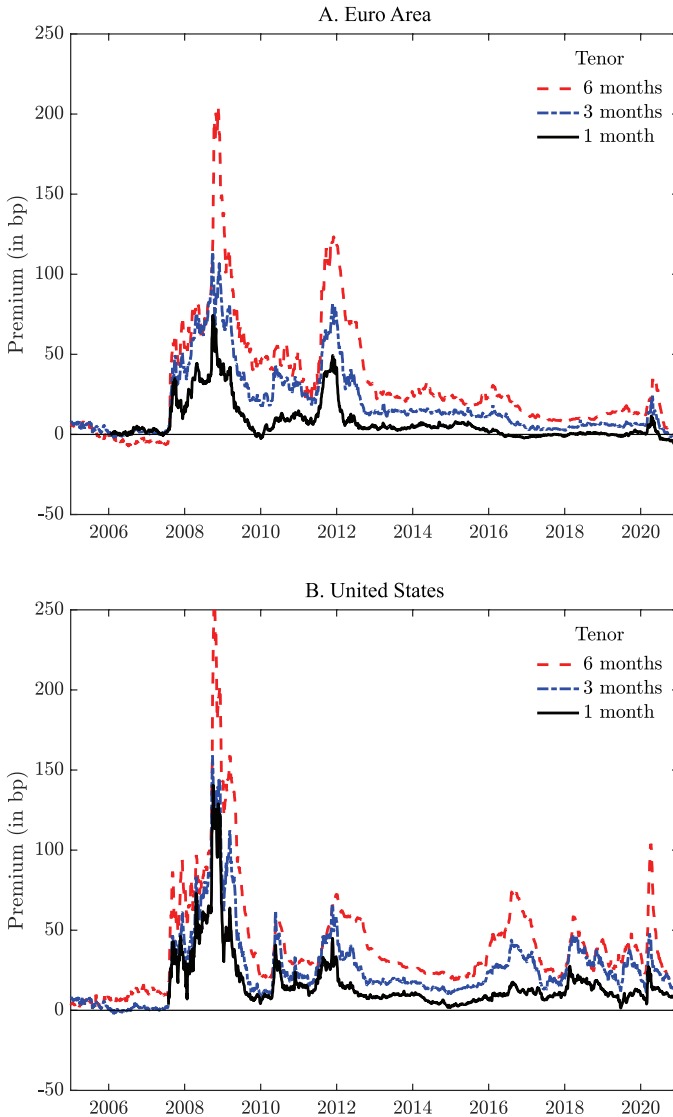 A. Euro Area
250
200
150
100
50
0
-50
Premium (in bp)
Tenor
6 months
3 months
1 month
2006 2008 2010 2012 2014 2016 2018 2020
B. United States
250
200
150
100
50
0
-50
Premium (in bp)
Tenor
6 months
3 months
1 month
2006 2008 2010 2012 2014 2016 2018 2020